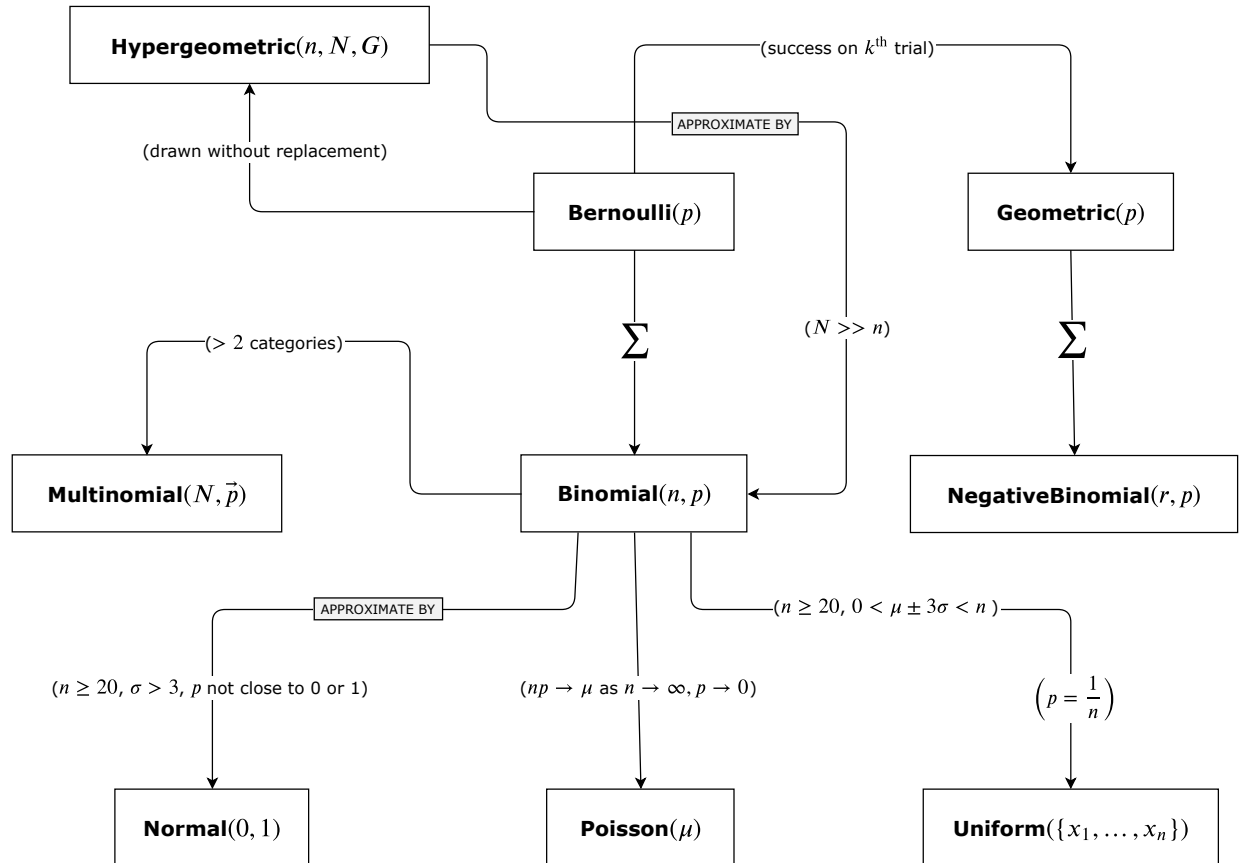 Hypergeometric(n, N, G)
(success on kᵗʰ trial)
APPROXIMATE BY
(drawn without replacement)
Bernoulli(p)
Geometric(p)
(N >> n)
∑
∑
(> 2 categories)
Multinomial(N, p⃗)
Binomial(n, p)
NegativeBinomial(r, p)
APPROXIMATE BY
(n ≥ 20, 0 < μ ± 3σ < n )
(n ≥ 20, σ > 3, p not close to 0 or 1)
(np → μ as n → ∞, p → 0)
(p = 1/n)
Normal(0, 1)
Poisson(μ)
Uniform({x₁, … , xₙ})